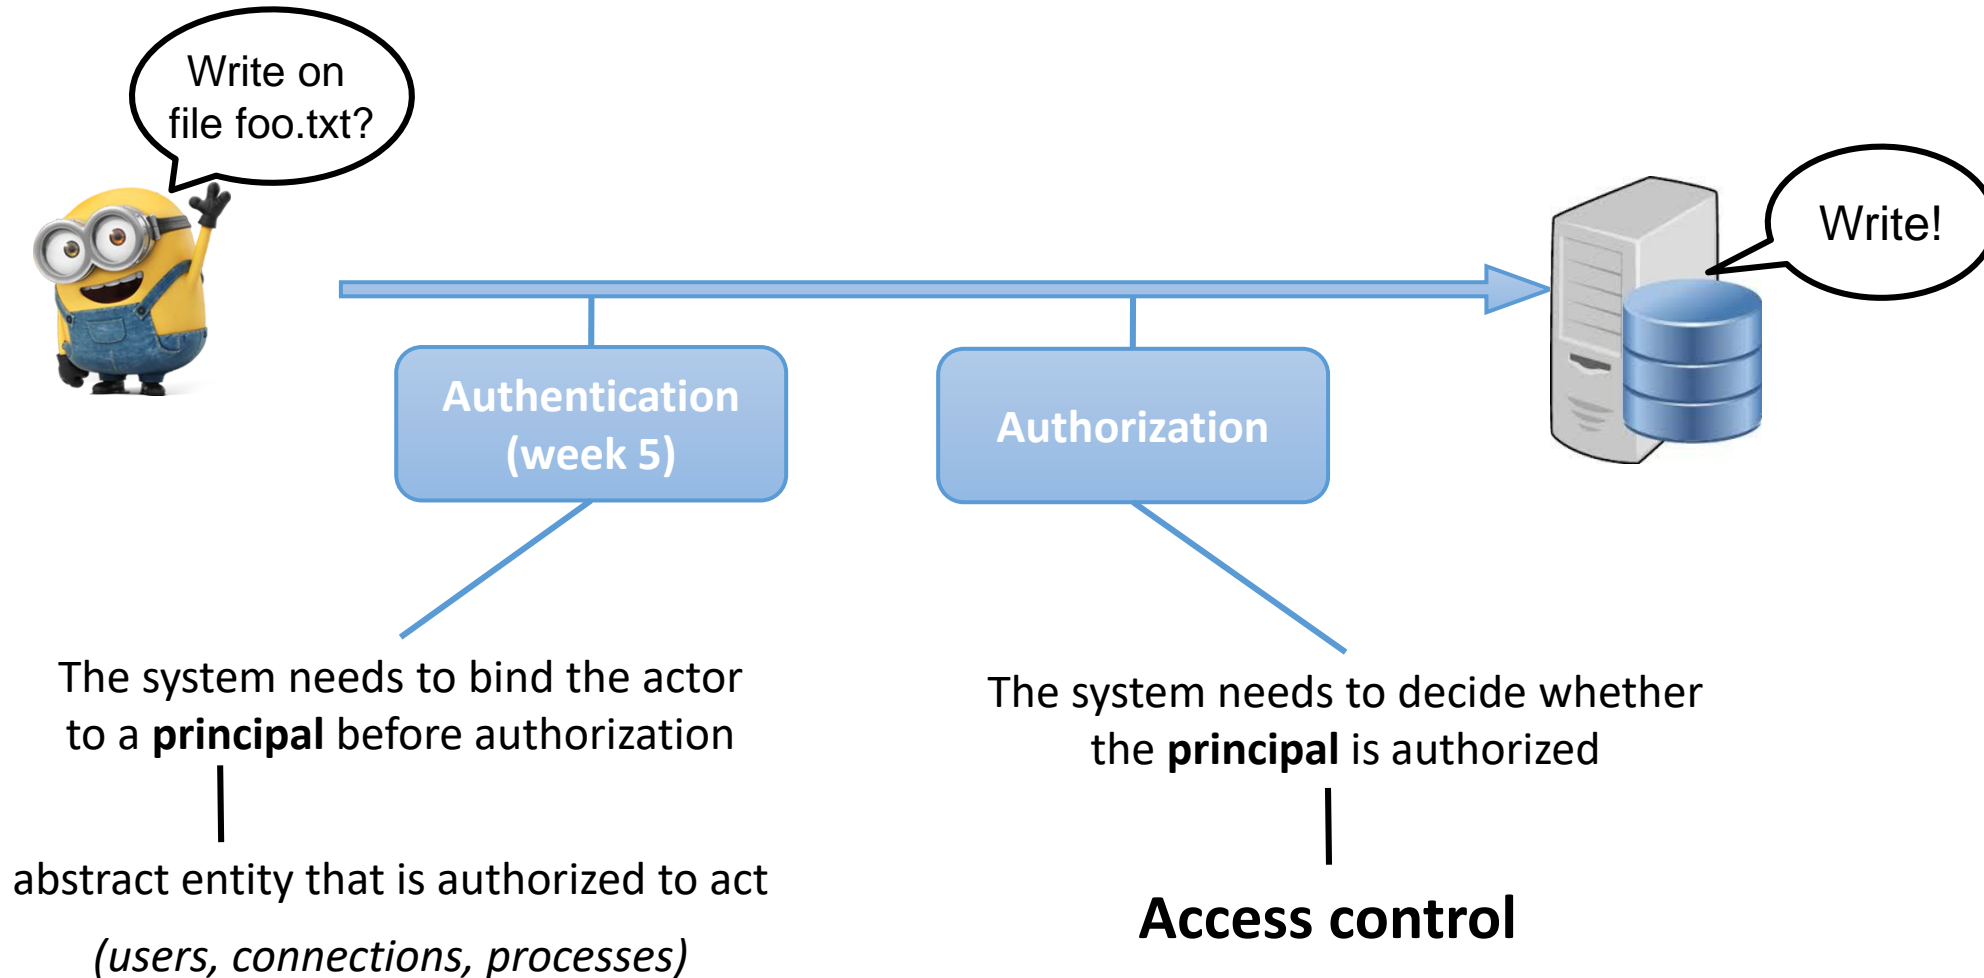 Write on
file foo.txt?
Write!
Authentication
(week 5)
Authorization
The system needs to bind the actor
to a principal before authorization
abstract entity that is authorized to act
(users, connections, processes)
The system needs to decide whether
the principal is authorized
Access control